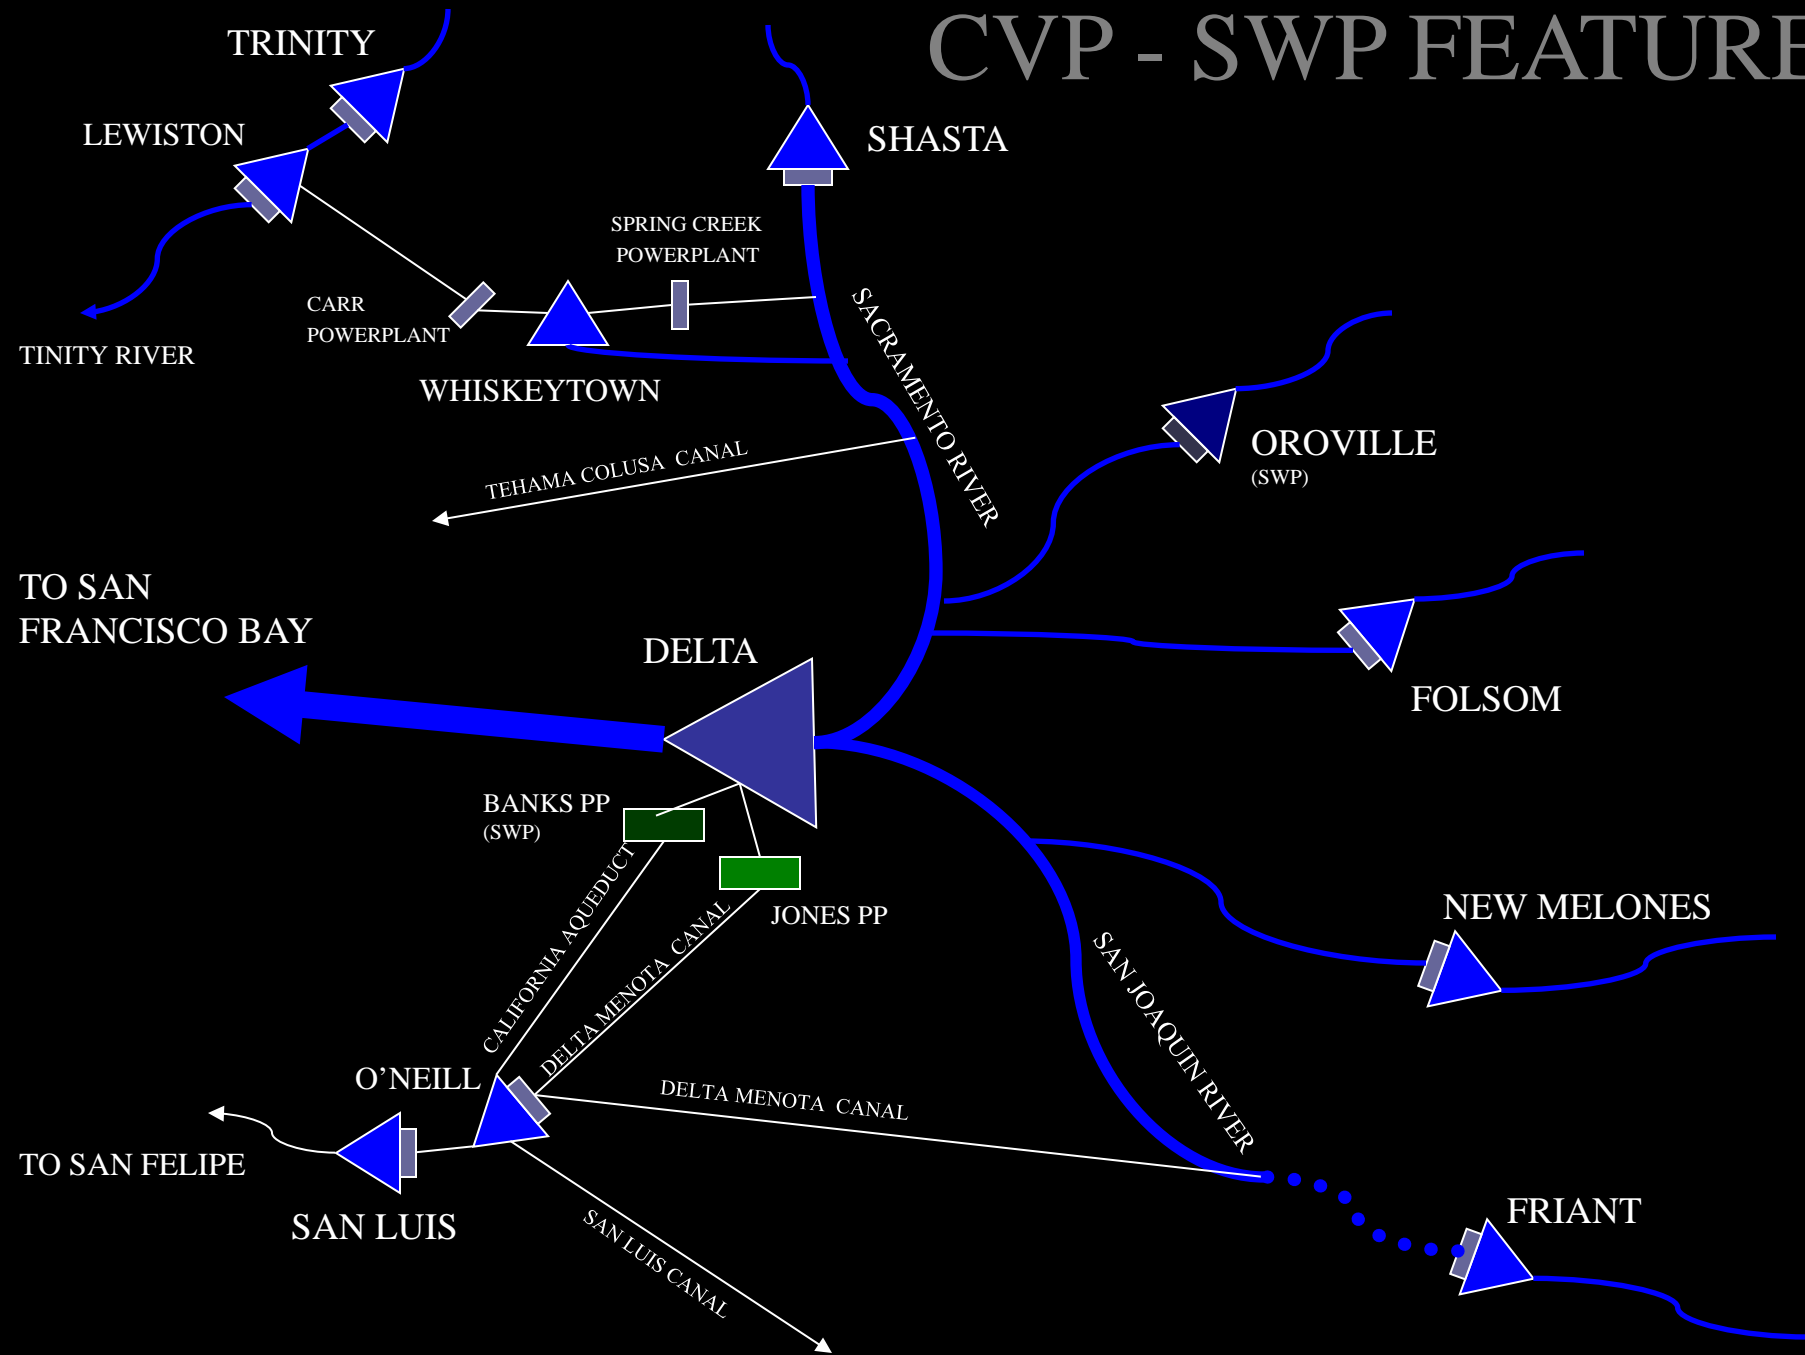 CVP - SWP FEATURE
TRINITY
LEWISTON
SHASTA
SPRING CREEK
POWERPLANT
CARR
POWERPLANT
TINITY RIVER
WHISKEYTOWN
SACRAMENTO RIVER
TEHAMA COLUSA CANAL
OROVILLE
(SWP)
TO SAN
FRANCISCO BAY
DELTA
FOLSOM
BANKS PP
(SWP)
JONES PP
CALIFORNIA AQUEDUCT
DELTA MENOTA CANAL
NEW MELONES
SAN JOAQUIN RIVER
O’NEILL
DELTA MENOTA CANAL
TO SAN FELIPE
SAN LUIS
SAN LUIS CANAL
FRIANT